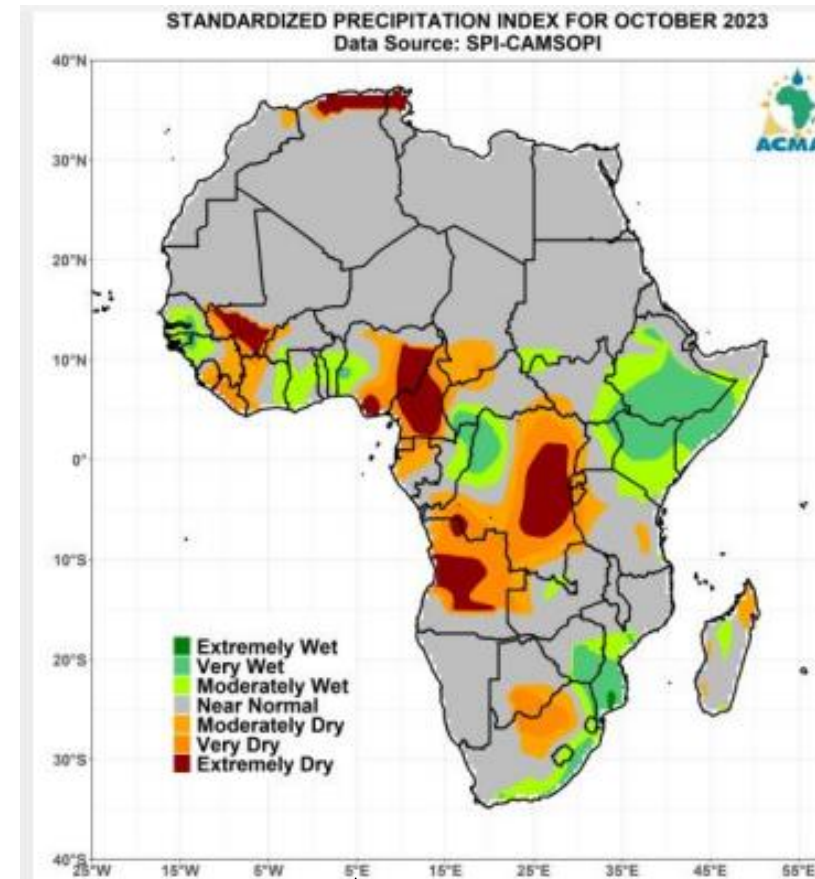 STANDARDIZED PRECIPITATION INDEX FOR OCTOBER 2023
Data Source: SPI-CAMSOPI
40°N
30°N
20°N
10°N
0°
10°S
20°S
30°S
40°S
ACMA
Extremely Wet
Very Wet
Moderately Wet
Near Normal
Moderately Dry
Very Dry
Extremely Dry
25°W 15°W 5°W 5°E 15°E 25°E 35°E 45°E 55°E